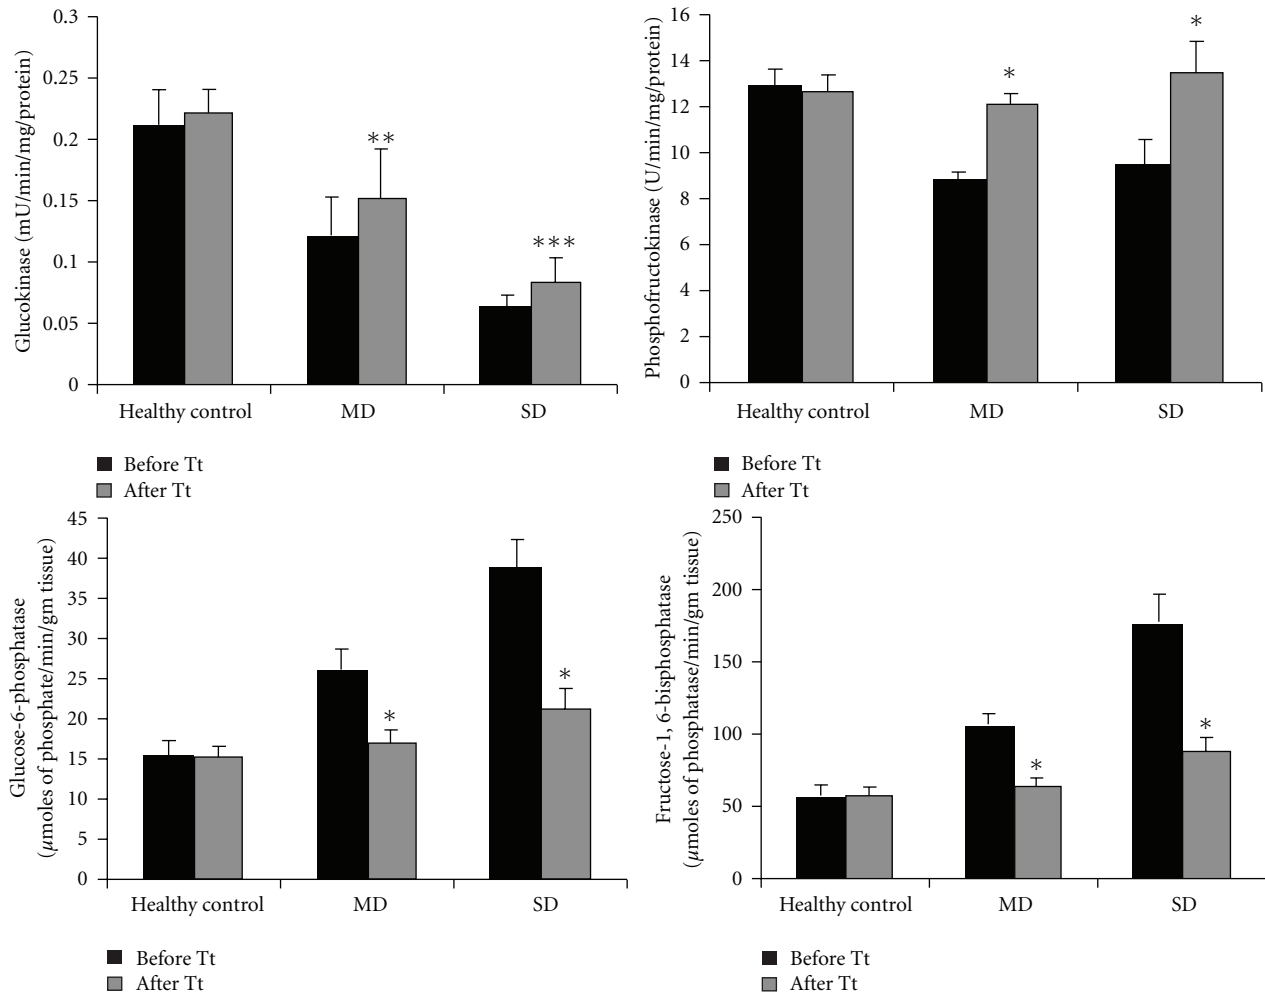 Glucokinase (mU/min/mg/protein)
0.3
0.25
0.2
0.15
0.1
0.05
0
**
***
Healthy control MD SD
Before Tt
After Tt
Phosphofructokinase (U/min/mg/protein)
16
14
12
10
8
6
4
2
0
*
*
Healthy control MD SD
Before Tt
After Tt
Glucose-6-phosphatase
(μmoles of phosphate/min/gm tissue)
45
40
35
30
25
20
15
10
5
0
*
*
Healthy control MD SD
Before Tt
After Tt
Fructose-1, 6-bisphosphatase
(μmoles of phosphatase/min/gm tissue)
250
200
150
100
50
0
*
*
Healthy control MD SD
Before Tt
After Tt